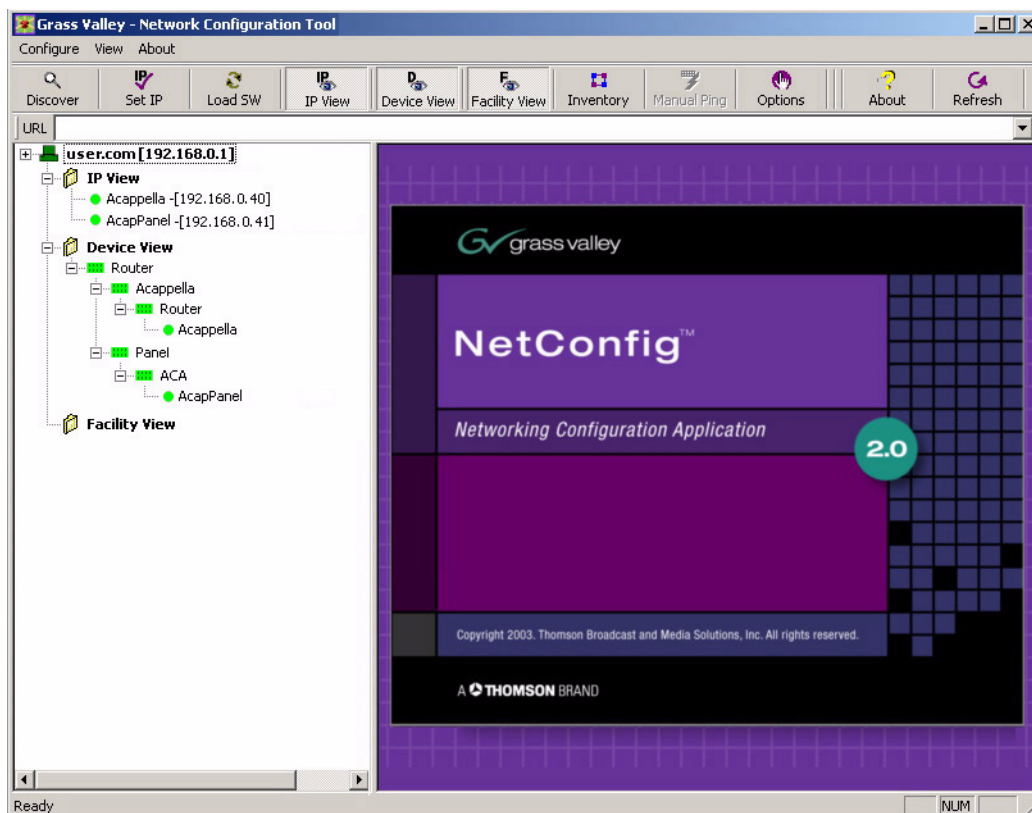 Grass Valley - Network Configuration Tool
Configure View About
Discover Set IP Load SW IP View Device View Facility View Inventory Manual Ping Options About Refresh
URL
user.com [192.168.0.1]
IP View
Acappella -[192.168.0.40]
AcapPanel -[192.168.0.41]
Device View
Router
Acappella
Router
Acappella
Panel
ACA
AcapPanel
Facility View
grass valley
NetConfig™
Networking Configuration Application
2.0
Copyright 2003. Thomson Broadcast and Media Solutions, Inc. All rights reserved.
A THOMSON BRAND
Ready
NUM